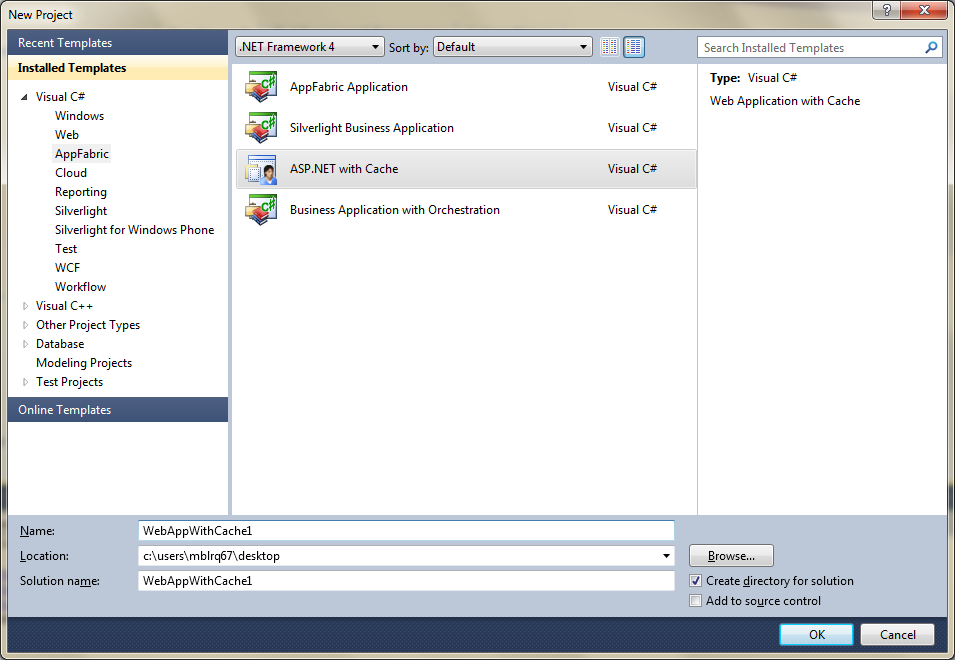 New Project
Recent Templates
Installed Templates
Visual C#
Windows
Web
AppFabric
Cloud
Reporting
Silverlight
Silverlight for Windows Phone
Test
WCF
Workflow
Visual C++
Other Project Types
Database
Modeling Projects
Test Projects
Online Templates
.NET Framework 4 Sort by: Default
AppFabric Application Visual C#
Silverlight Business Application Visual C#
ASP.NET with Cache Visual C#
Business Application with Orchestration Visual C#
Search Installed Templates
Type: Visual C#
Web Application with Cache
Name: WebAppWithCache1
Location: c:\users\mblrq67\desktop Browse...
Solution name: WebAppWithCache1 Create directory for solution
Add to source control
OK Cancel